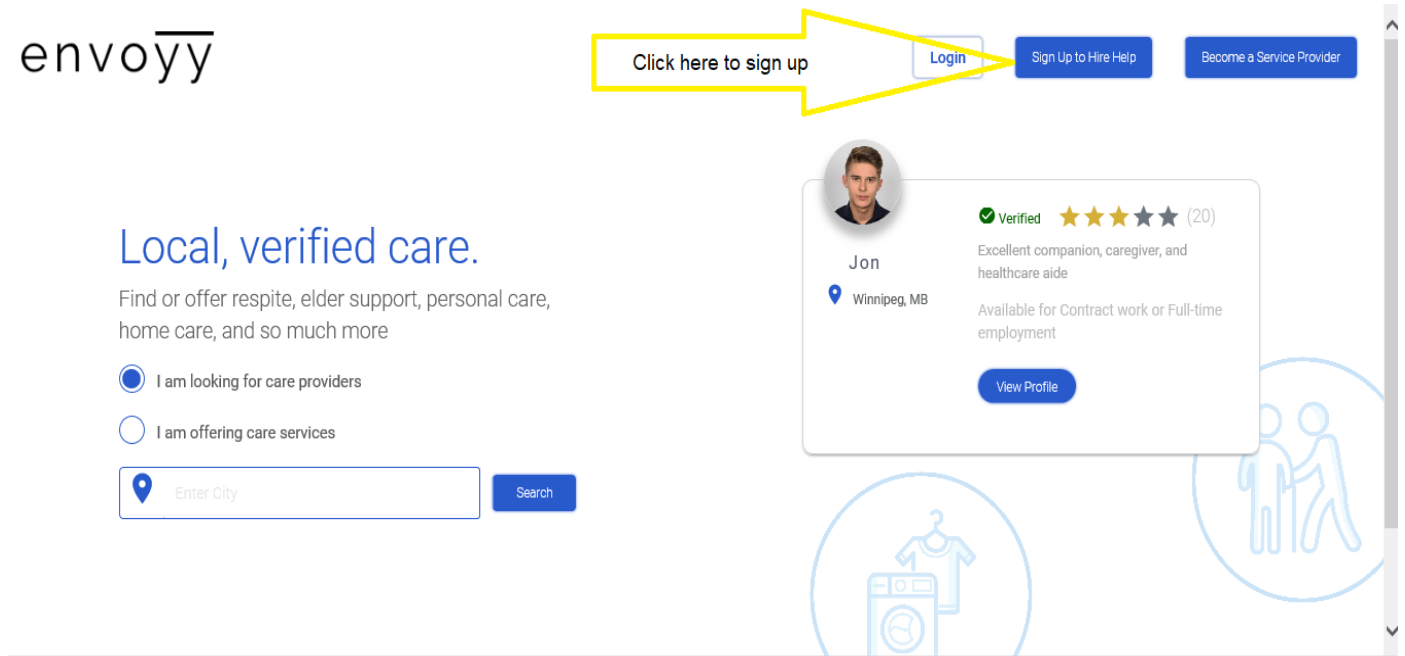 envoyy
Click here to sign up
Login
Sign Up to Hire Help
Become a Service Provider
Local, verified care.
Find or offer respite, elder support, personal care,
home care, and so much more
I am looking for care providers
I am offering care services
Enter City
Search
Jon
Winnipeg, MB
Verified
(20)
Excellent companion, caregiver, and
healthcare aide
Available for Contract work or Full-time
employment
View Profile